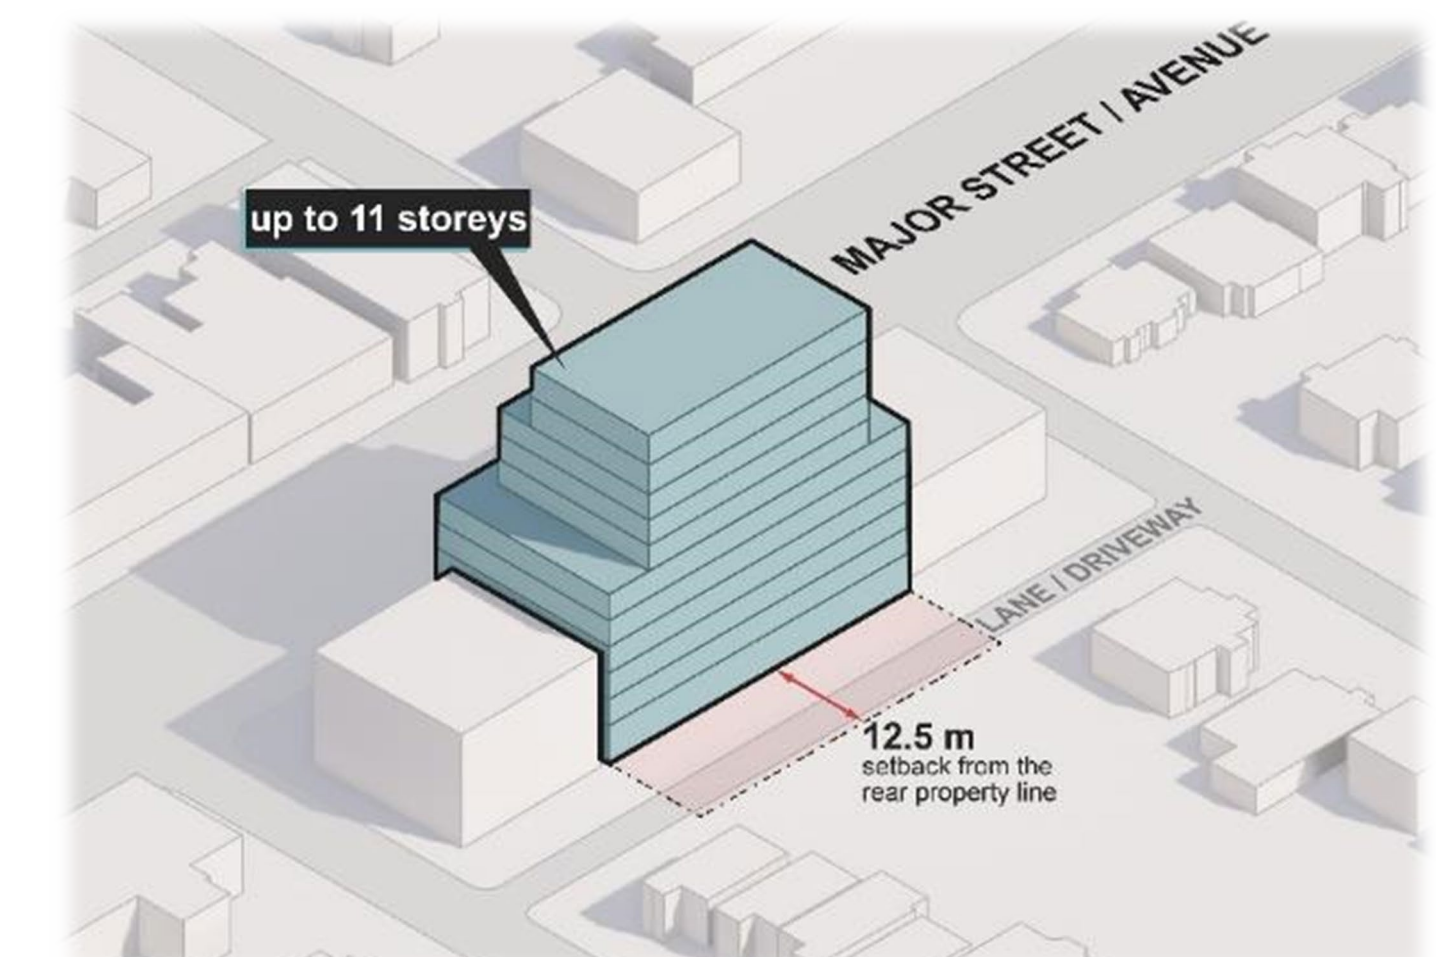 MAJOR STREET / AVENUE
up to 11 storeys
LANE / DRIVEWAY
12.5 m
setback from the
rear property line